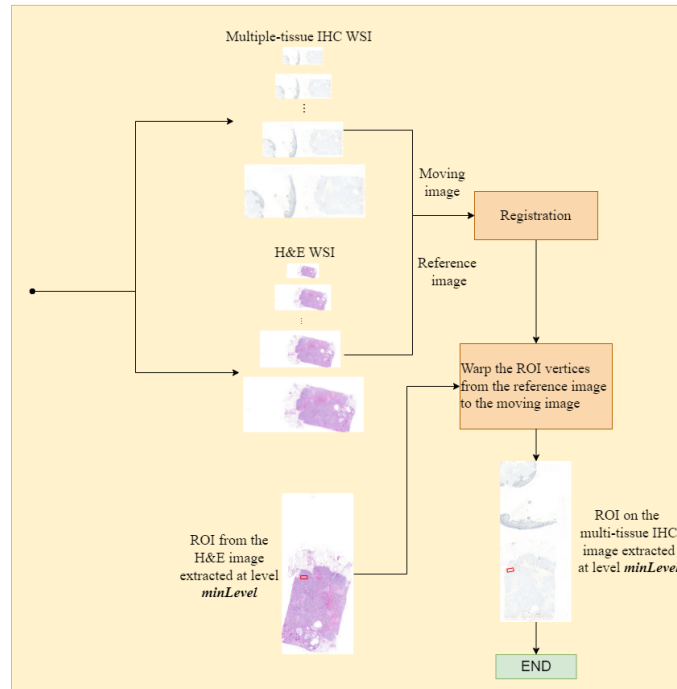 Multiple-tissue IHC WSI
Moving
image
Registration
H&E WSI
Reference
image
Warp the ROI vertices
from the reference image
to the moving image
ROI from the
H&E image
extracted at level
minLevel
ROI on the
multi-tissue IHC
image extracted
at level minLevel
END